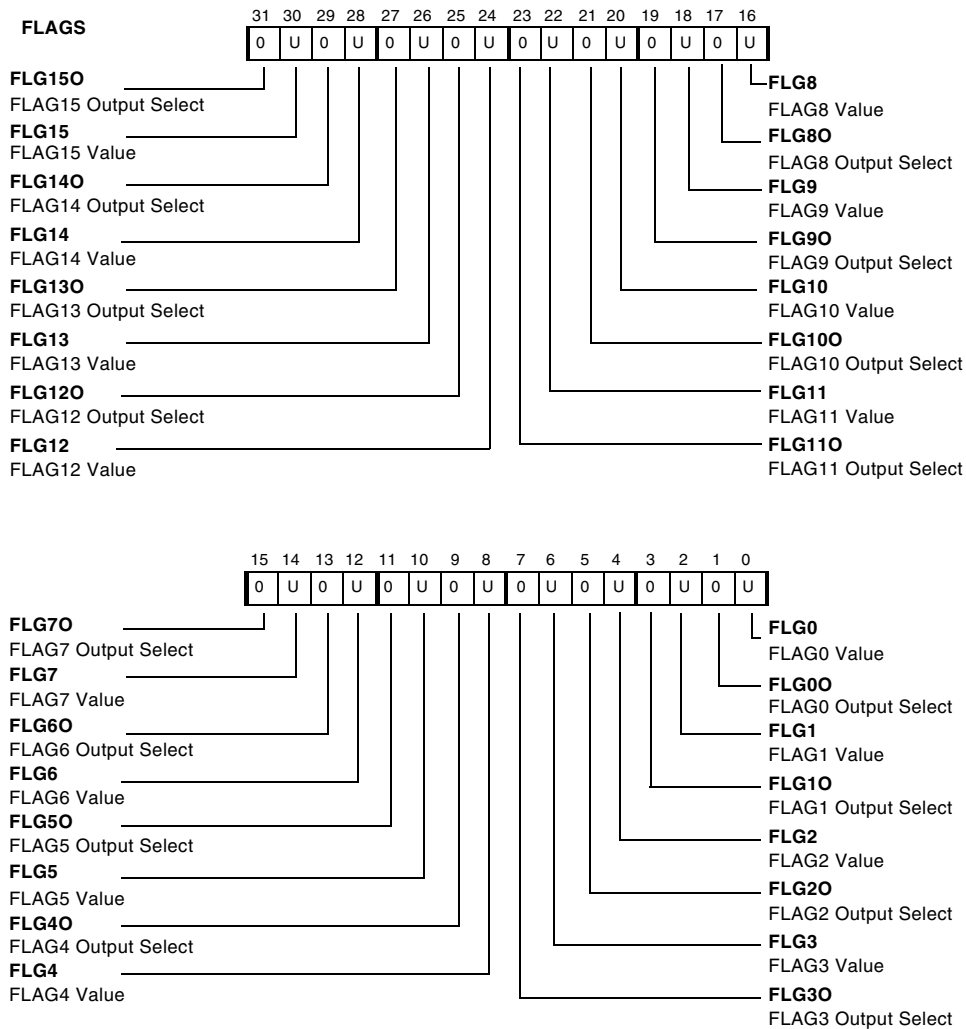 FLAGS
31 30 29 28 27 26 25 24 23 22 21 20 19 18 17 16
0 U 0 U 0 U 0 U 0 U 0 U 0 U 0 U
FLG15O
FLAG15 Output Select
FLG15
FLAG15 Value
FLG14O
FLAG14 Output Select
FLG14
FLAG14 Value
FLG13O
FLAG13 Output Select
FLG13
FLAG13 Value
FLG12O
FLAG12 Output Select
FLG12
FLAG12 Value
FLG8
FLAG8 Value
FLG8O
FLAG8 Output Select
FLG9
FLAG9 Value
FLG9O
FLAG9 Output Select
FLG10
FLAG10 Value
FLG10O
FLAG10 Output Select
FLG11
FLAG11 Value
FLG11O
FLAG11 Output Select
15 14 13 12 11 10 9 8 7 6 5 4 3 2 1 0
0 U 0 U 0 U 0 U 0 U 0 U 0 U 0 U
FLG7O
FLAG7 Output Select
FLG7
FLAG7 Value
FLG6O
FLAG6 Output Select
FLG6
FLAG6 Value
FLG5O
FLAG5 Output Select
FLG5
FLAG5 Value
FLG4O
FLAG4 Output Select
FLG4
FLAG4 Value
FLG0
FLAG0 Value
FLG0O
FLAG0 Output Select
FLG1
FLAG1 Value
FLG1O
FLAG1 Output Select
FLG2
FLAG2 Value
FLG2O
FLAG2 Output Select
FLG3
FLAG3 Value
FLG3O
FLAG3 Output Select